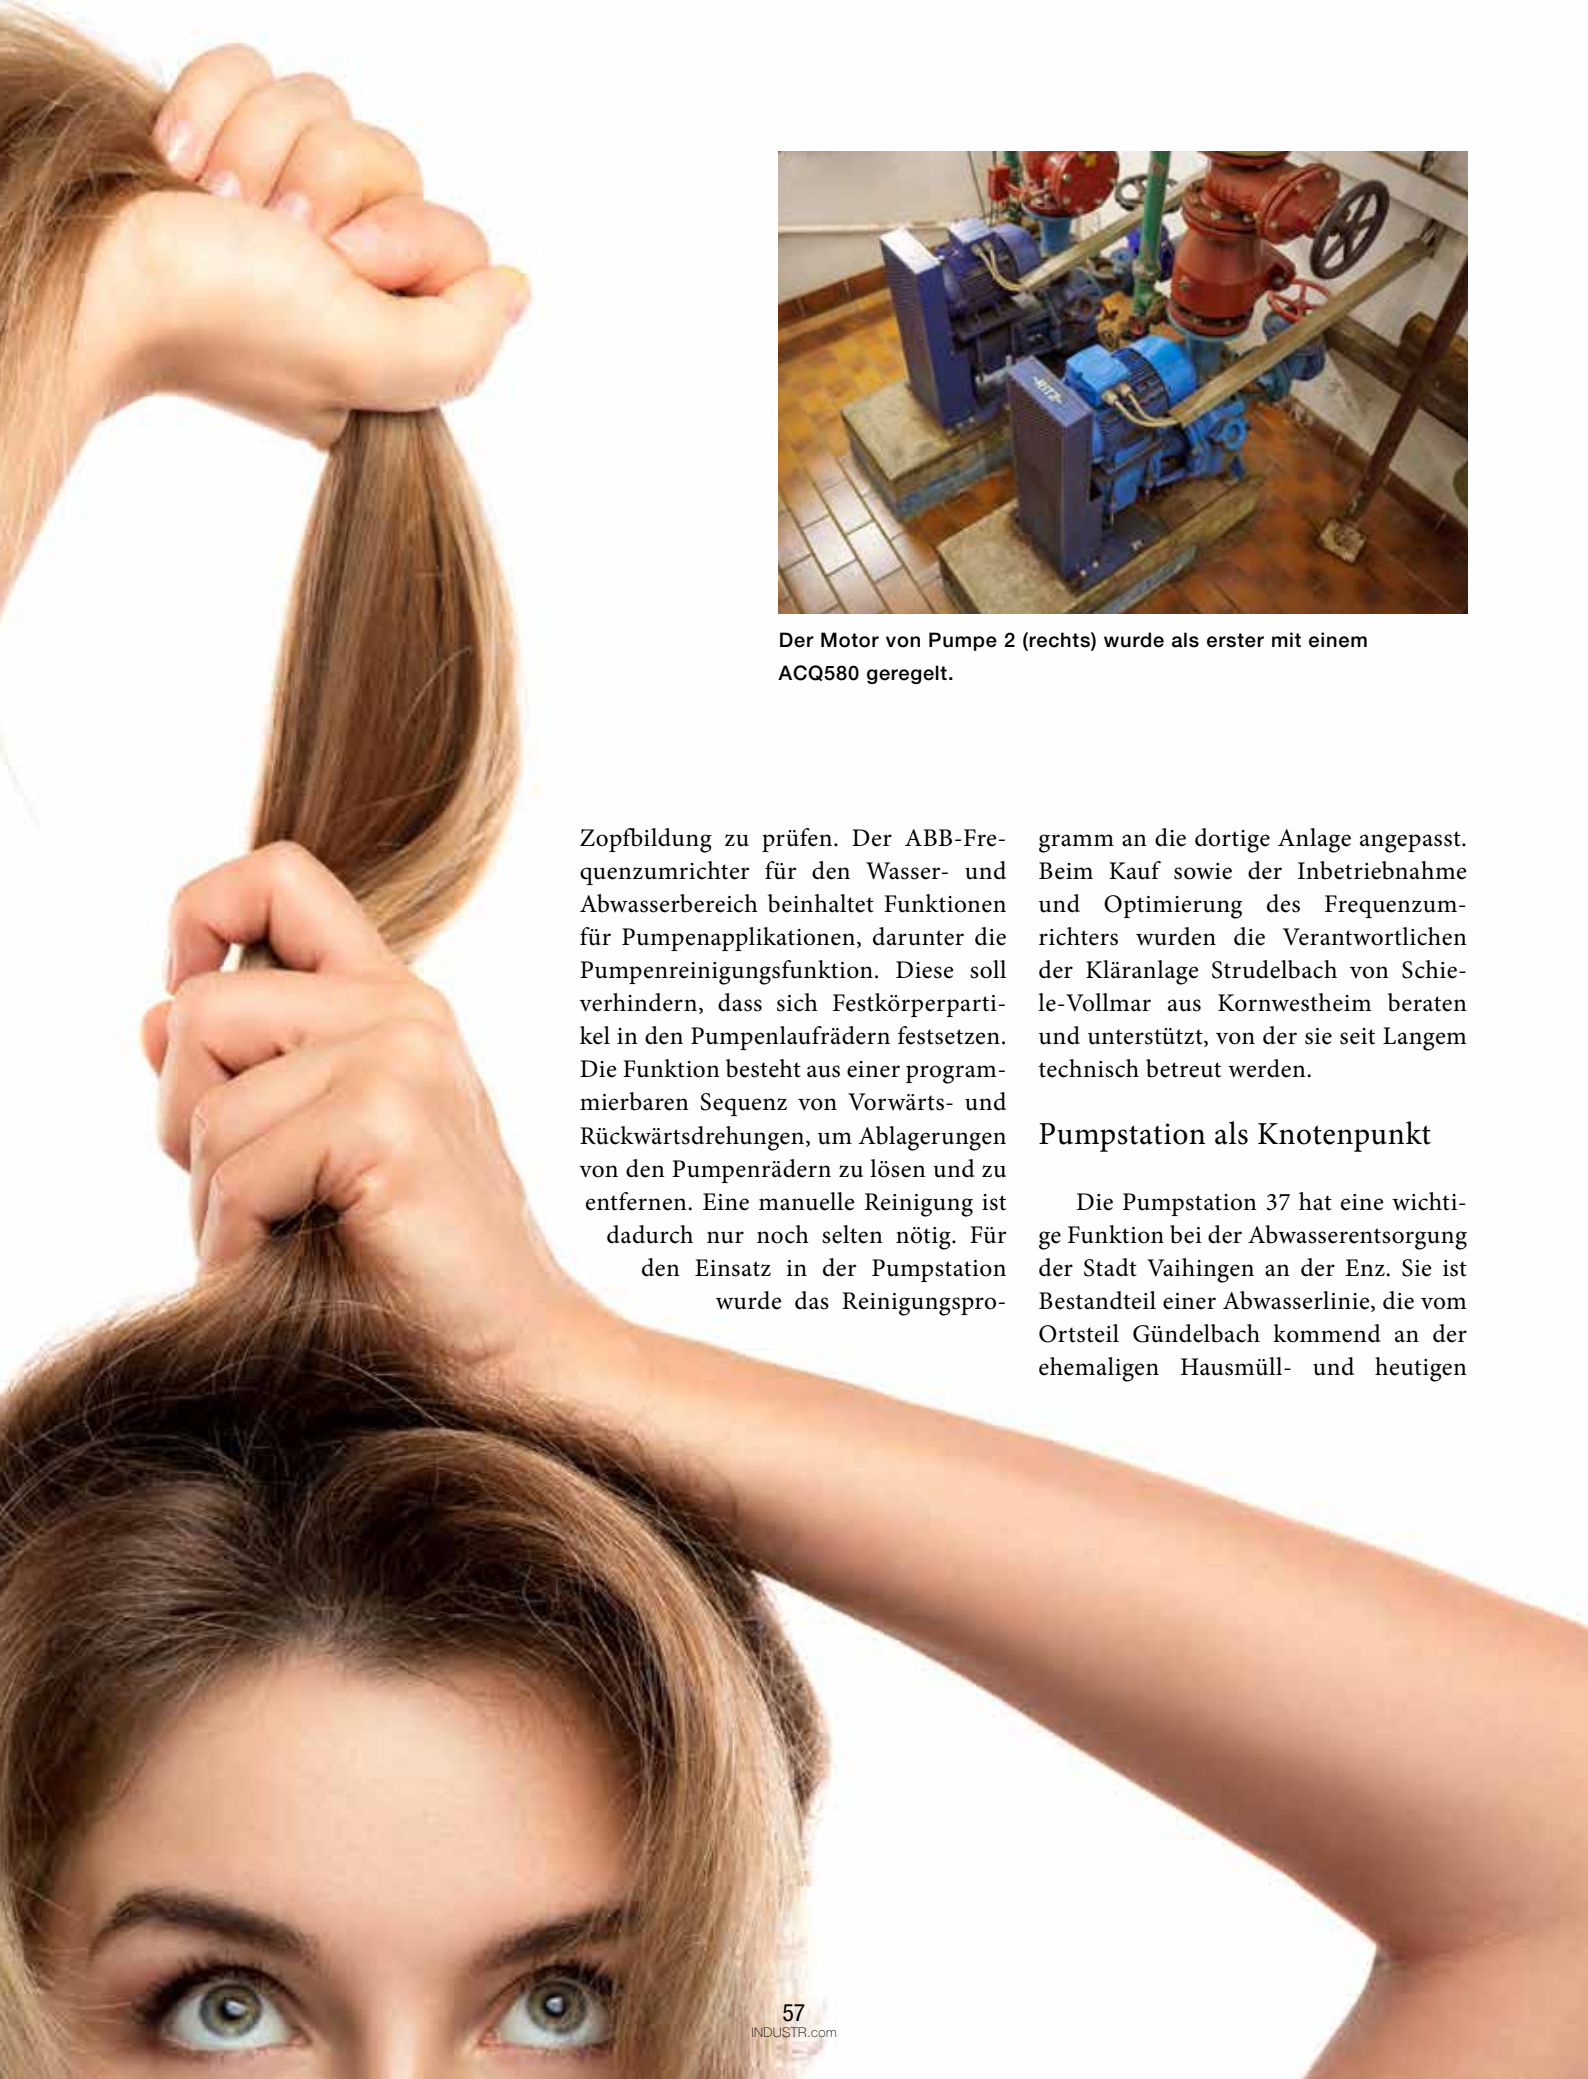 ~RITZ~
Der Motor von Pumpe 2 (rechts) wurde als erster mit einem
ACQ580 geregelt.
Zopfbildung zu prüfen. Der ABB-Fre-
quenzumrichter für den Wasser- und
Abwasserbereich beinhaltet Funktionen
für Pumpenapplikationen, darunter die
Pumpenreinigungsfunktion. Diese soll
verhindern, dass sich Festkörperparti-
kel in den Pumpenlaufrädern festsetzen.
Die Funktion besteht aus einer program-
mierbaren Sequenz von Vorwärts- und
Rückwärtsdrehungen, um Ablagerungen
von den Pumpenrädern zu lösen und zu
entfernen. Eine manuelle Reinigung ist
dadurch nur noch selten nötig. Für
den Einsatz in der Pumpstation
wurde das Reinigungspro-
gramm an die dortige Anlage angepasst.
Beim Kauf sowie der Inbetriebnahme
und Optimierung des Frequenzum-
richters wurden die Verantwortlichen
der Kläranlage Strudelbach von Schie-
le-Vollmar aus Kornwestheim beraten
und unterstützt, von der sie seit Langem
technisch betreut werden.
Pumpstation als Knotenpunkt
Die Pumpstation 37 hat eine wichti-
ge Funktion bei der Abwasserentsorgung
der Stadt Vaihingen an der Enz. Sie ist
Bestandteil einer Abwasserlinie, die vom
Ortsteil Gündelbach kommend an der
ehemaligen Hausmüll- und heutigen
57
INDUSTR.com